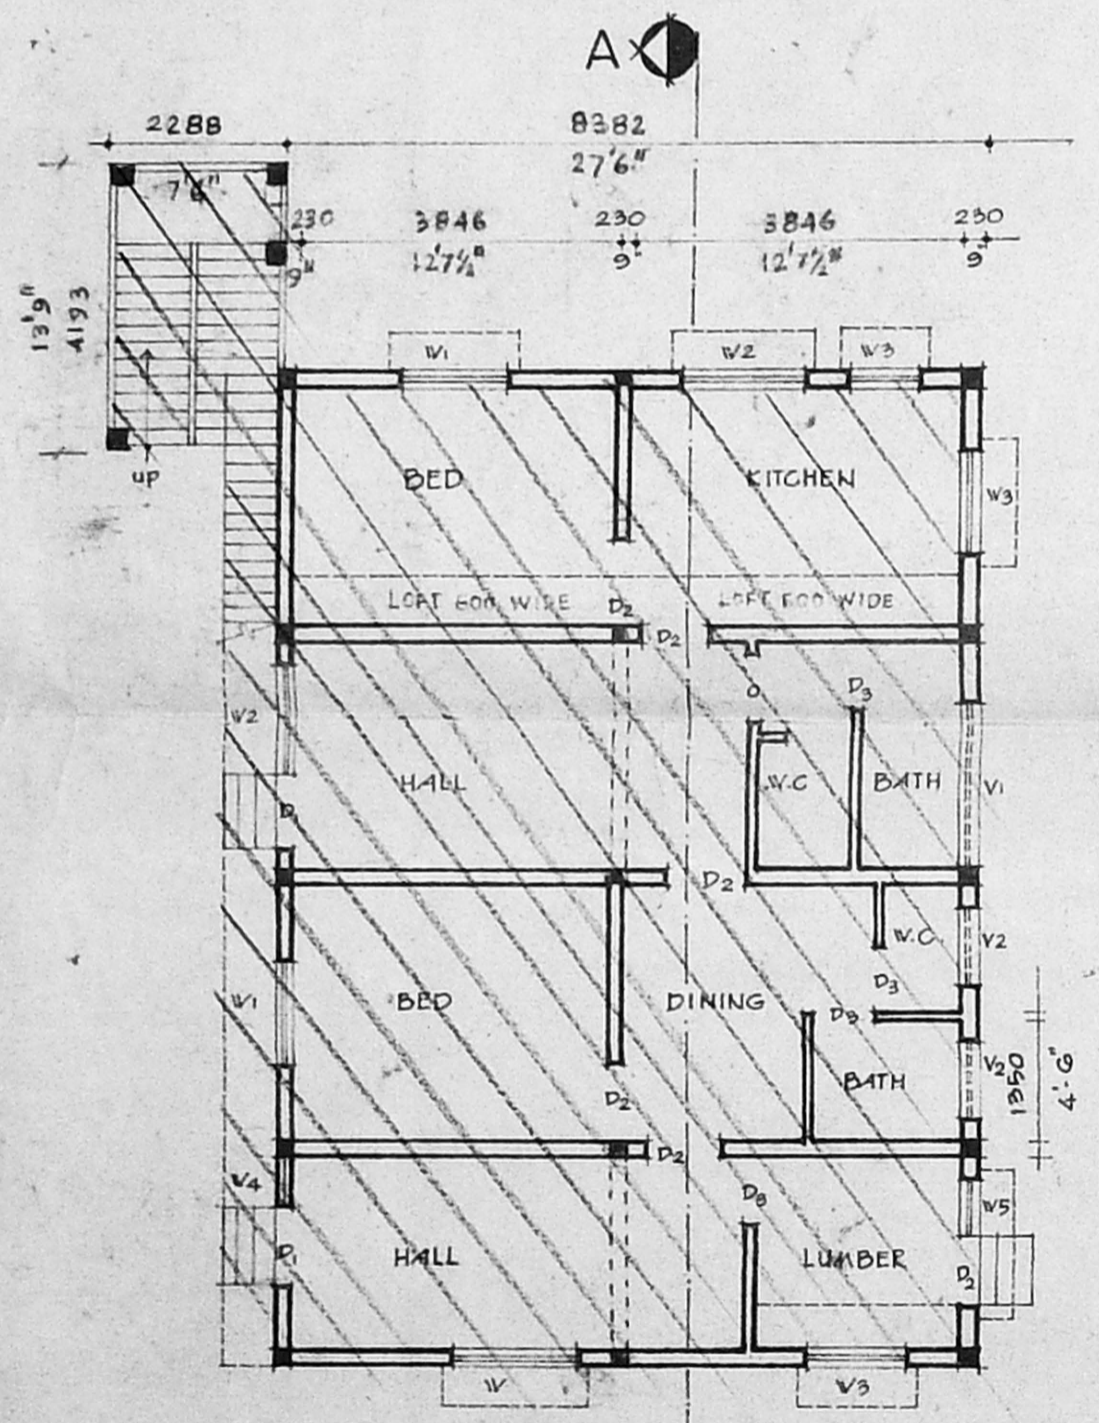 A
2288
8382
27'6"
7'6"
230
3846
230
3846
230
9"
12'7½"
9"
12'7½"
9"
13'9"
4193
W1
W2
W3
up
BED
KITCHEN
W3
LOFT 600 WIDE
D2
LOFT 600 WIDE
D2
O
D3
W2
HALL
W.C
BATH
V1
D1
D2
W.C
V2
D3
W1
BED
DINING
D3
V2
BATH
1350
4'-6"
D2
D2
W4
D3
W5
D1
HALL
LUMBER
D2
W
W3